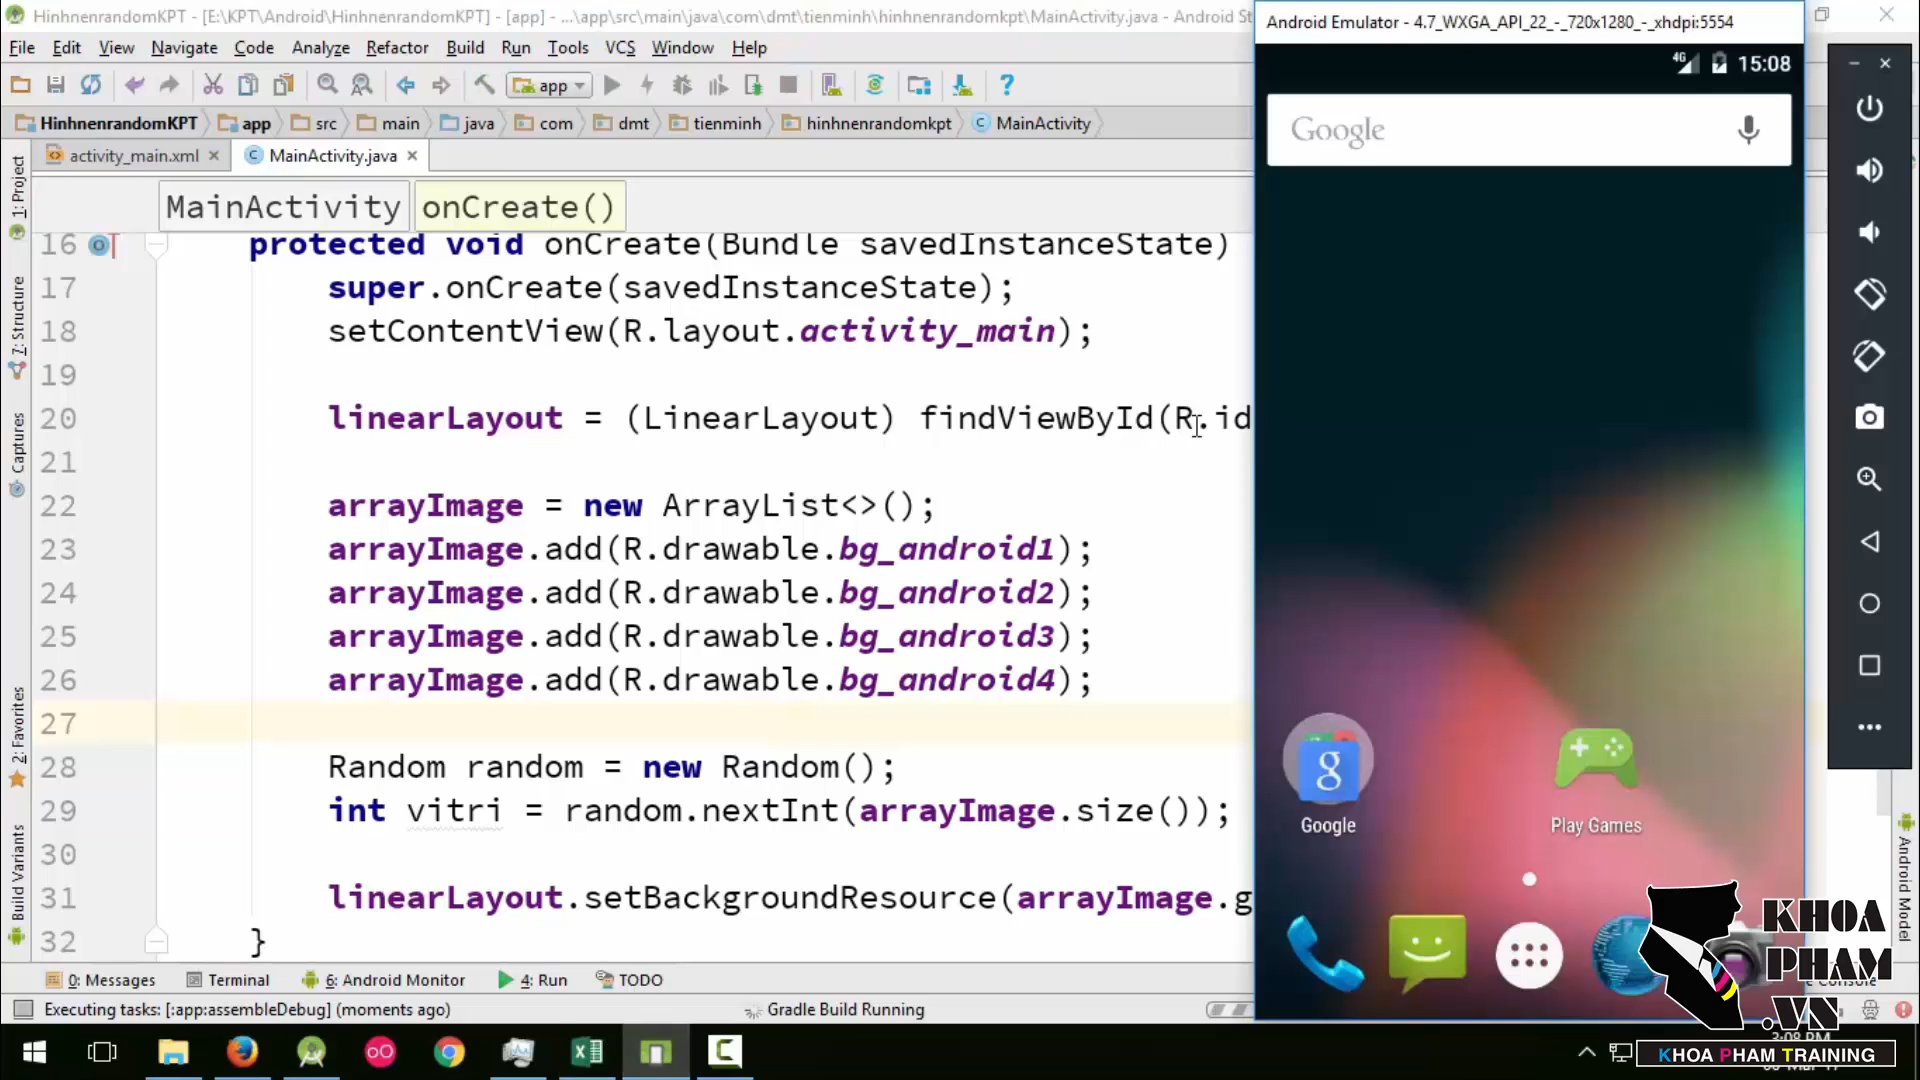 HinhnenrandomKPT - [E:\KPT\Android\HinhnenrandomKPT] - [app] - ...\app\src\main\java\com\dmt\tienminh\hinhnenrandomkpt\MainActivity.java - Android St
Android Emulator - 4.7_WXGA_API_22_-_720x1280_-_xhdpi:5554
File Edit View Navigate Code Analyze Refactor Build Run Tools VCS Window Help
4G 15:08
app
HinhnenrandomKPT app src main java com dmt tienminh hinhnenrandomkpt MainActivity
Google
activity_main.xml MainActivity.java
MainActivity onCreate()
16 protected void onCreate(Bundle savedInstanceState)
17 super.onCreate(savedInstanceState);
18 setContentView(R.layout.activity_main);
19
20 linearLayout = (LinearLayout) findViewById(R.id
21
22 arrayImage = new ArrayList<>();
23 arrayImage.add(R.drawable.bg_android1);
24 arrayImage.add(R.drawable.bg_android2);
25 arrayImage.add(R.drawable.bg_android3);
26 arrayImage.add(R.drawable.bg_android4);
27
28 Random random = new Random();
29 int vitri = random.nextInt(arrayImage.size());
30
31 linearLayout.setBackgroundResource(arrayImage.g
32 }
1: Project
7: Structure
Captures
2: Favorites
Build Variants
Android Model
g
Google Play Games
0: Messages Terminal 6: Android Monitor 4: Run TODO
Executing tasks: [:app:assembleDebug] (moments ago) Gradle Build Running
KHOA
PHAM
.VN
KHOA PHAM TRAINING